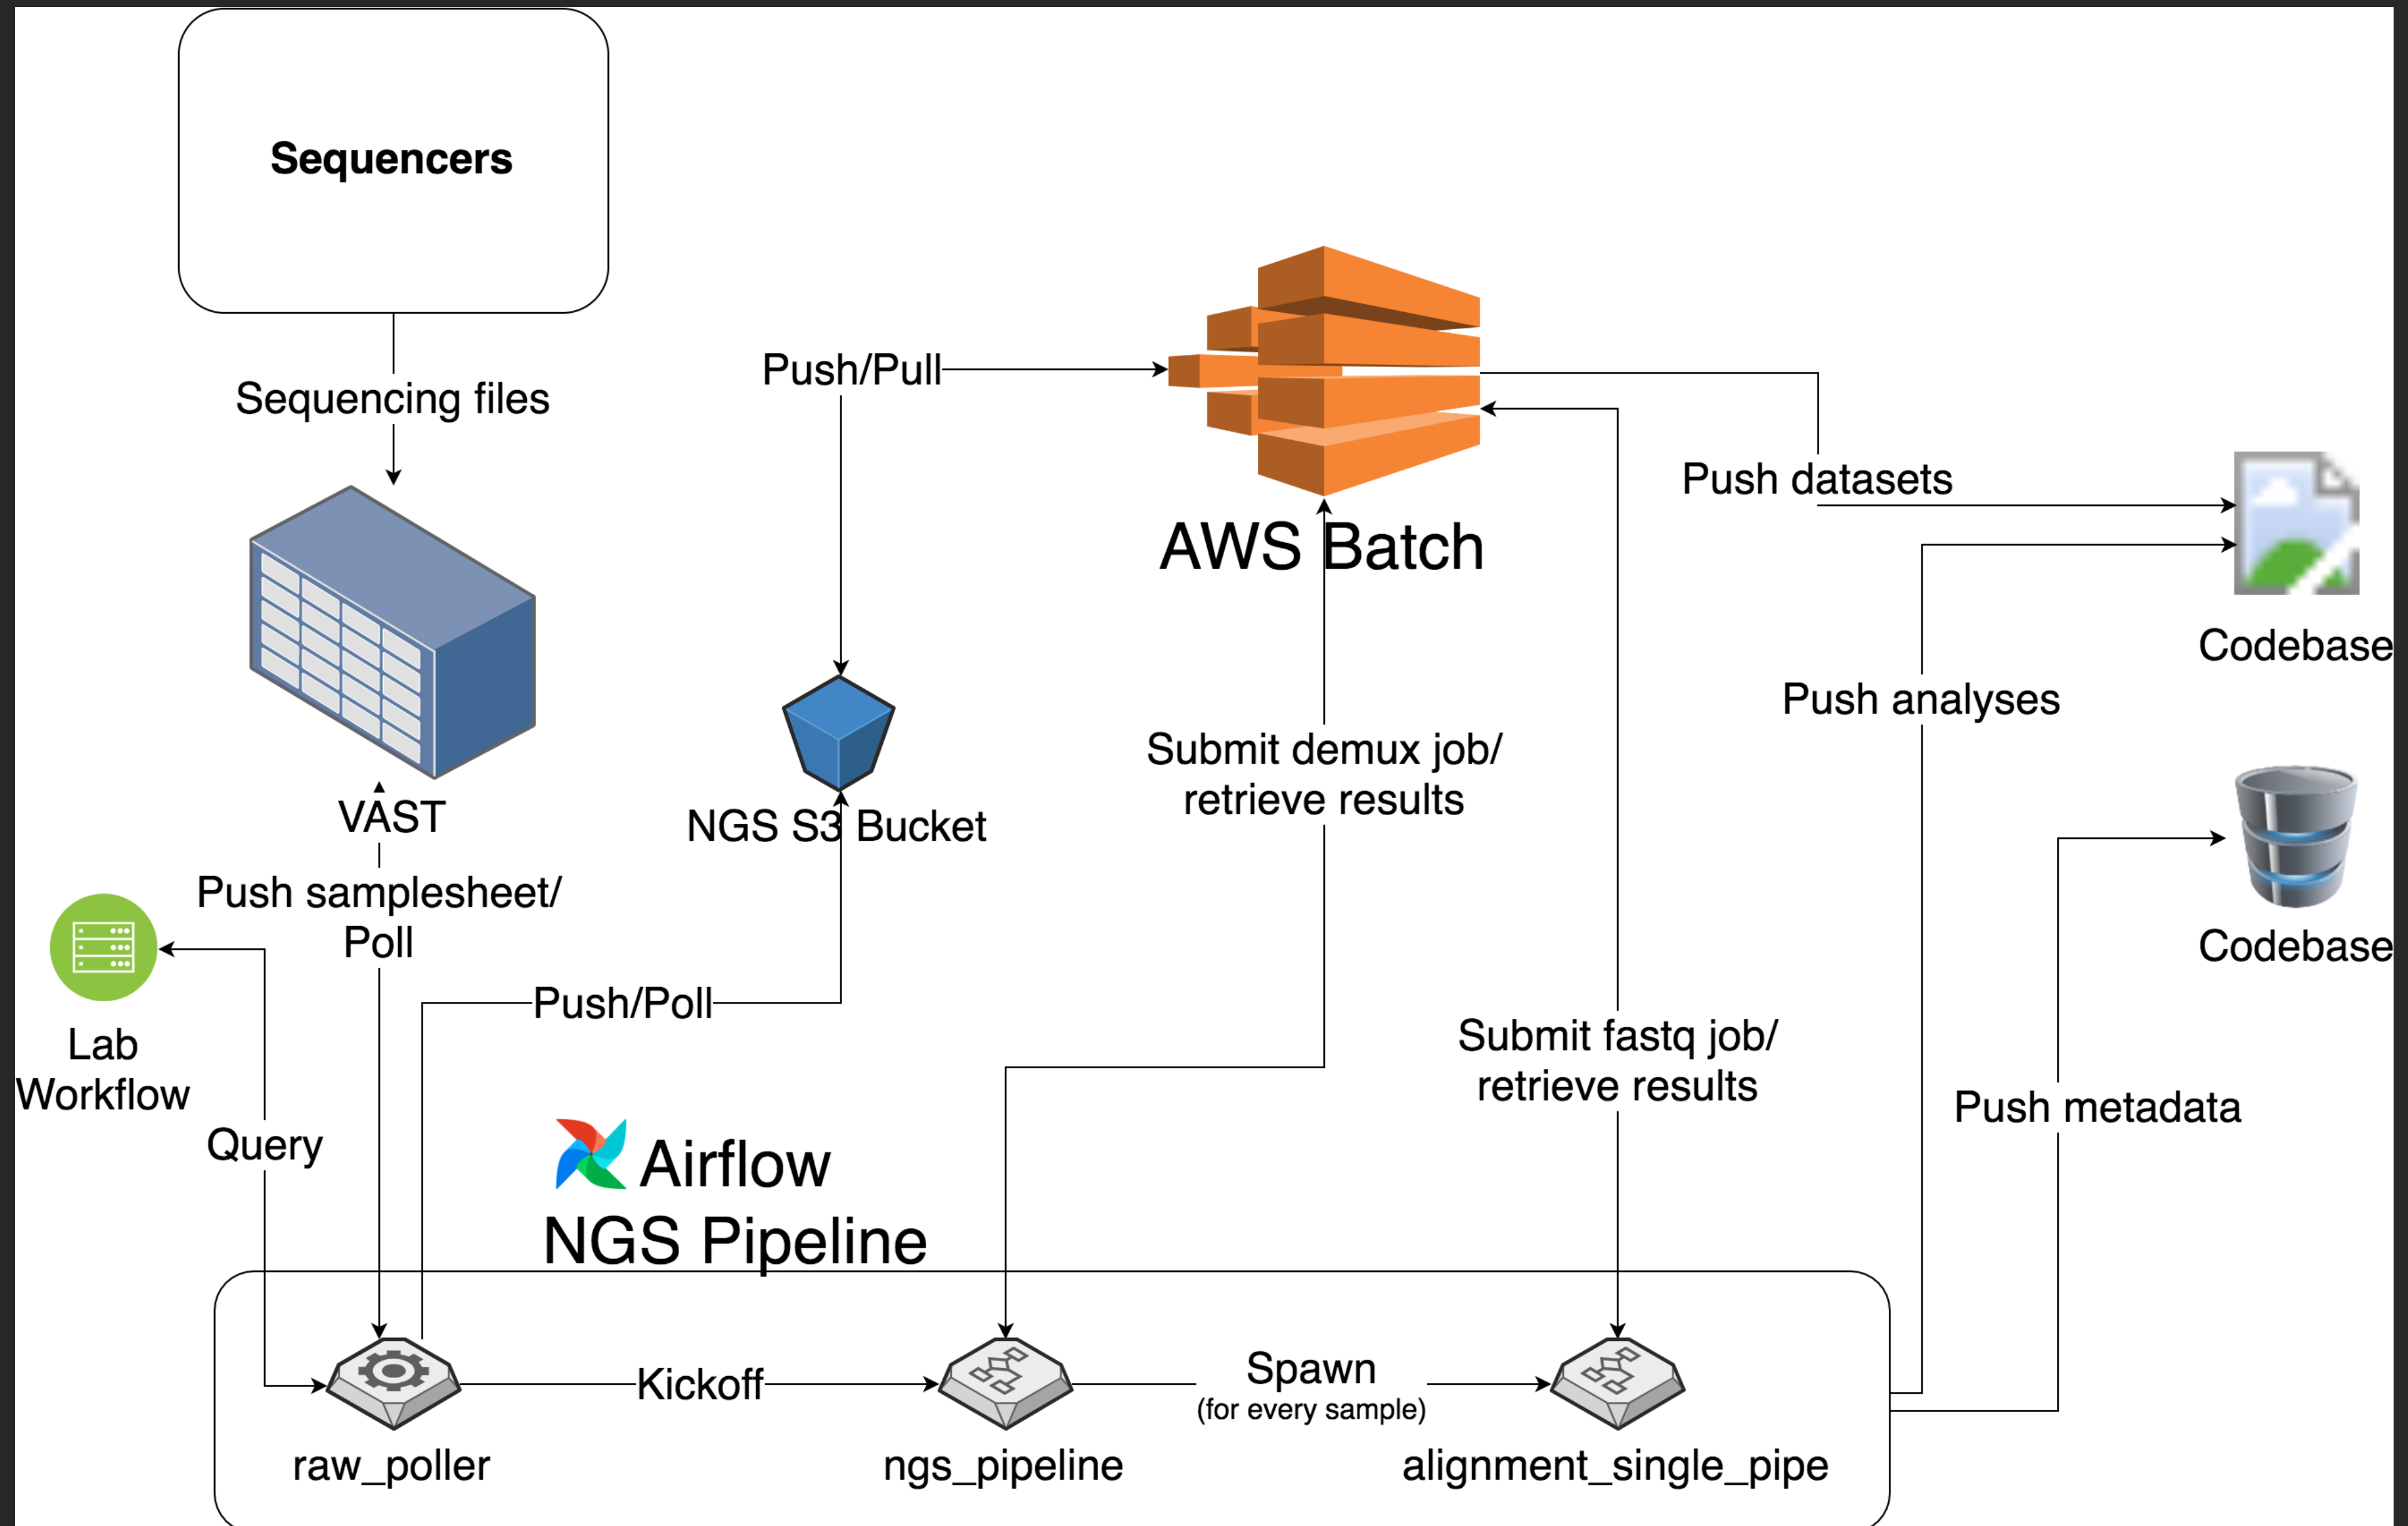 Sequencers
Sequencing files
Push/Pull
AWS Batch
Push datasets
Codebase
Push analyses
VAST
NGS S3 Bucket
Submit demux job/
retrieve results
Push samplesheet/
Poll
Codebase
Lab
Workflow
Push/Poll
Query
Submit fastq job/
retrieve results
Push metadata
Airflow
NGS Pipeline
Kickoff
Spawn
(for every sample)
raw_poller
ngs_pipeline
alignment_single_pipe